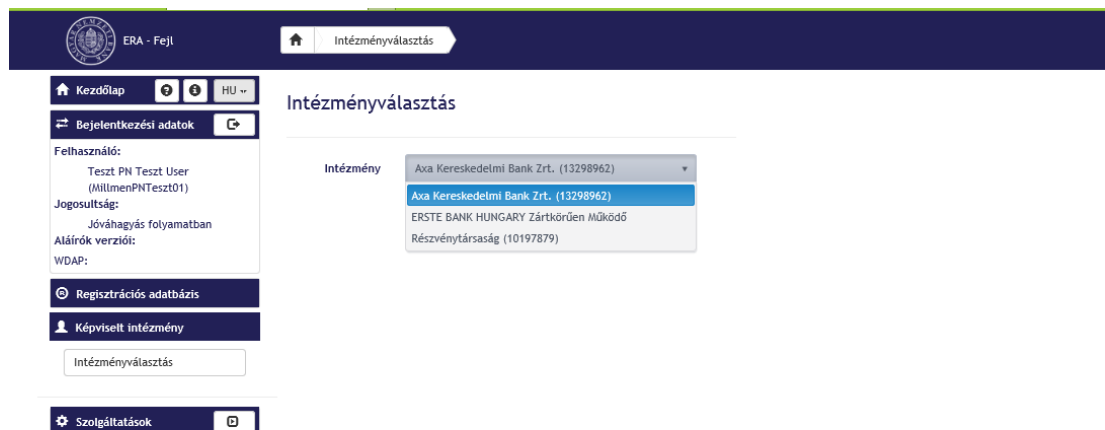 ERA - Fejl
Intézményválasztás
Kezdőlap
HU
Bejelentkezési adatok
Felhasználó:
Teszt PN Teszt User
(MillmenPNTeszt01)
Jogosultság:
Jóváhagyás folyamatban
Aláírók verziói:
WDAP:
Regisztrációs adatbázis
Képviselt intézmény
Intézményválasztás
Szolgáltatások
Intézményválasztás
Intézmény
Axa Kereskedelmi Bank Zrt. (13298962)
Axa Kereskedelmi Bank Zrt. (13298962)
ERSTE BANK HUNGARY Zártkörűen Működő
Részvénytársaság (10197879)